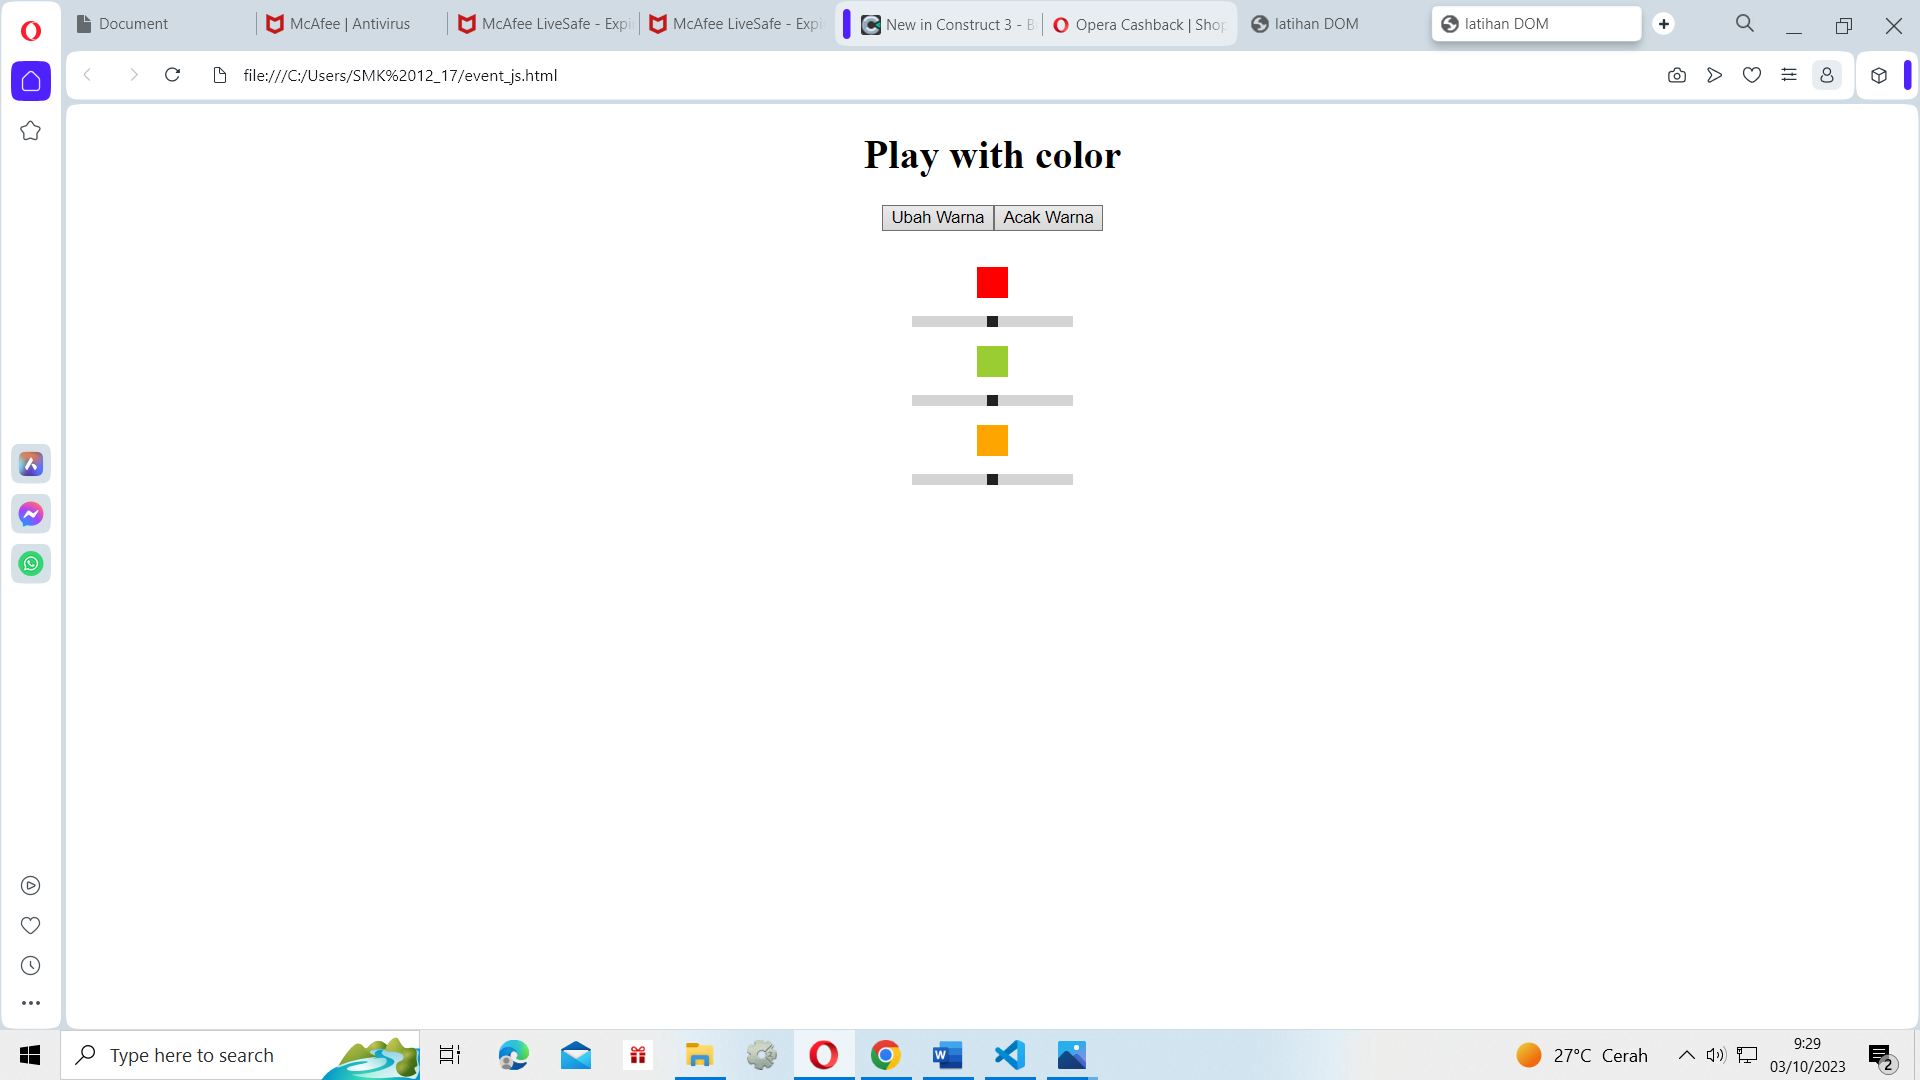 Document
McAfee | Antivirus
McAfee LiveSafe - Expi
McAfee LiveSafe - Exp
New in Construct 3 - B
Opera Cashback | Shop
latihan DOM
latihan DOM
file:///C:/Users/SMK%2012_17/event_js.html
Play with color
Ubah Warna
Acak Warna
Type here to search
27°C Cerah
9:29
03/10/2023
2